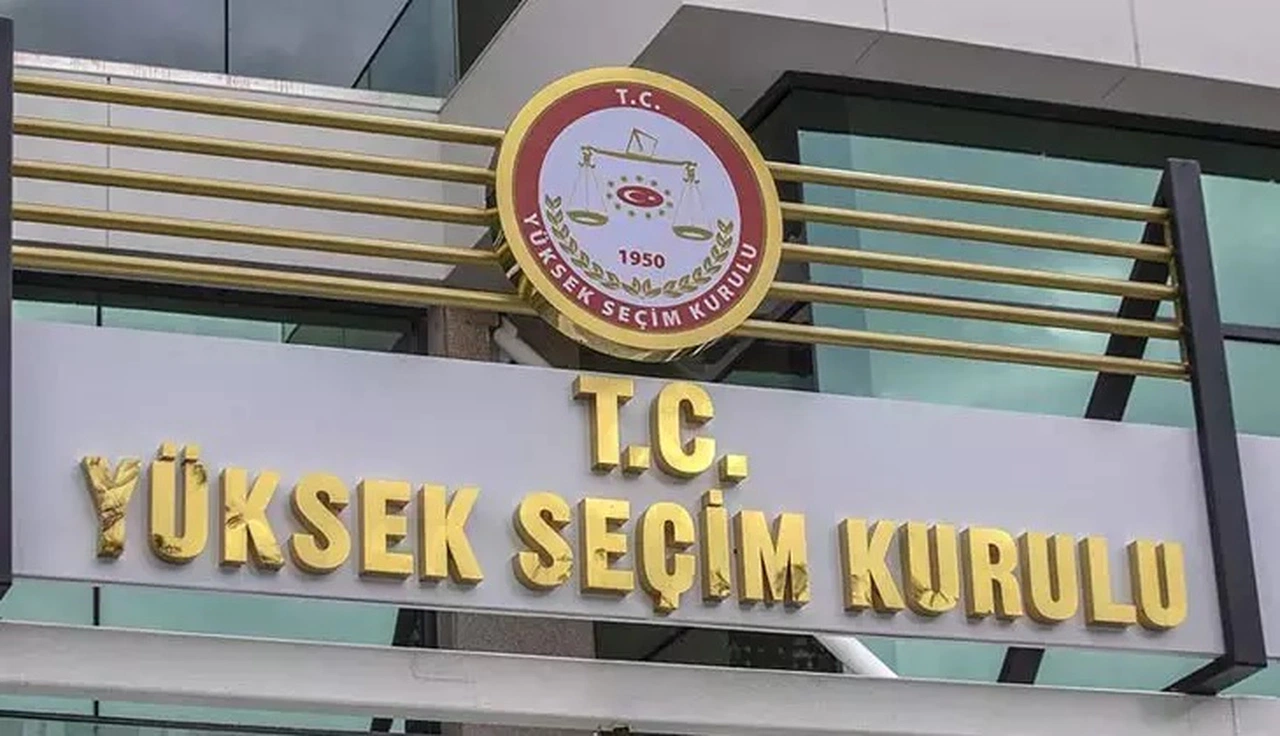 T.C.
1950
YÜKSEK SEÇİM KURULU
T.C.
YÜKSEK SEÇİM KURULU